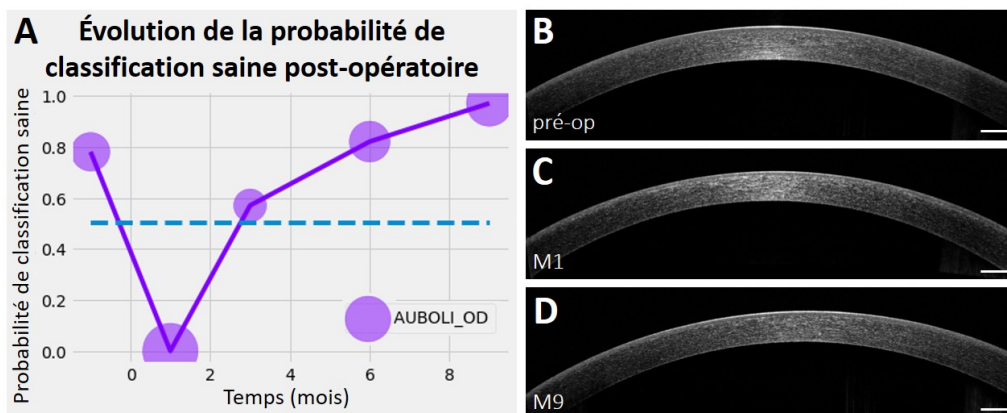 A
Évolution de la probabilité de
classification saine post-opératoire
Probabilité de classification saine
1.0
0.8
0.6
0.4
0.2
0.0
0
2
4
6
8
Temps (mois)
AUBOLI_OD
B
pré-op
C
M1
D
M9